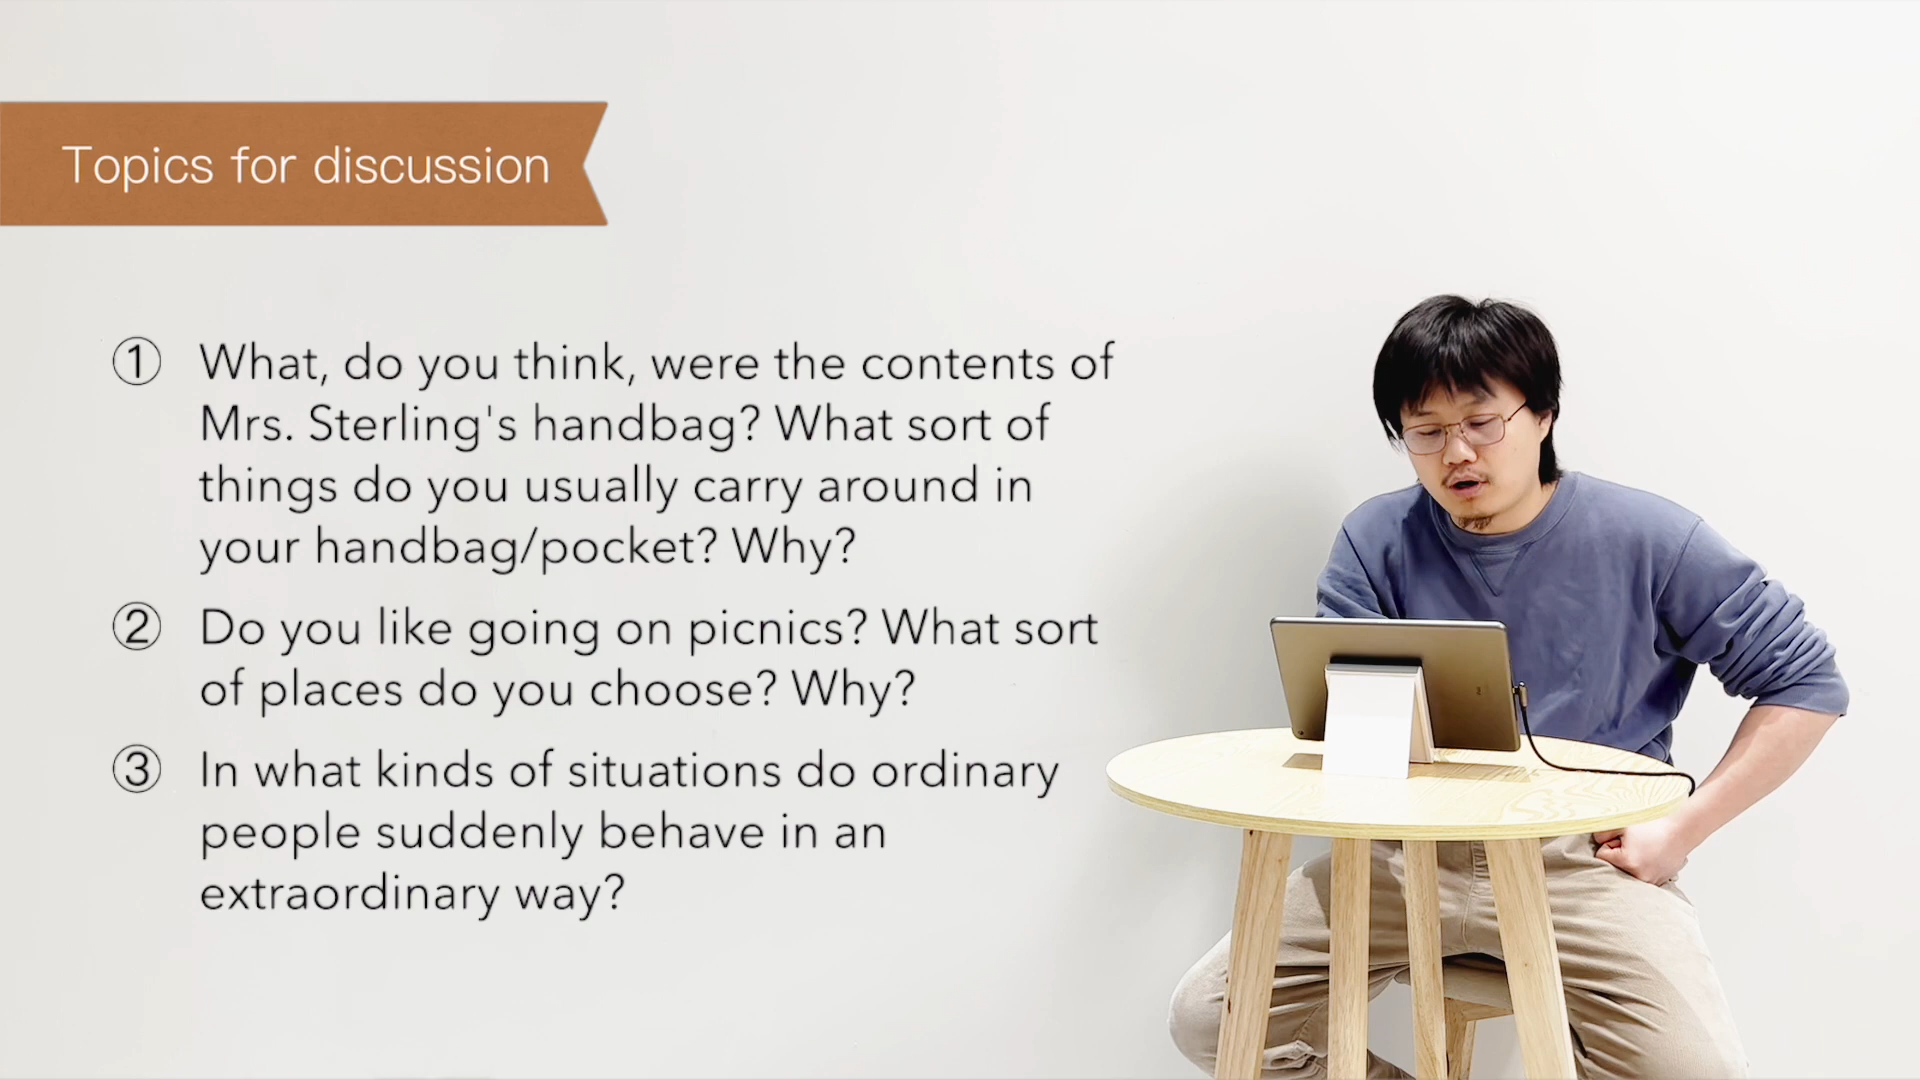 Topics for discussion
① What, do you think, were the contents of
Mrs. Sterling's handbag? What sort of
things do you usually carry around in
your handbag/pocket? Why?
② Do you like going on picnics? What sort
of places do you choose? Why?
③ In what kinds of situations do ordinary
people suddenly behave in an
extraordinary way?